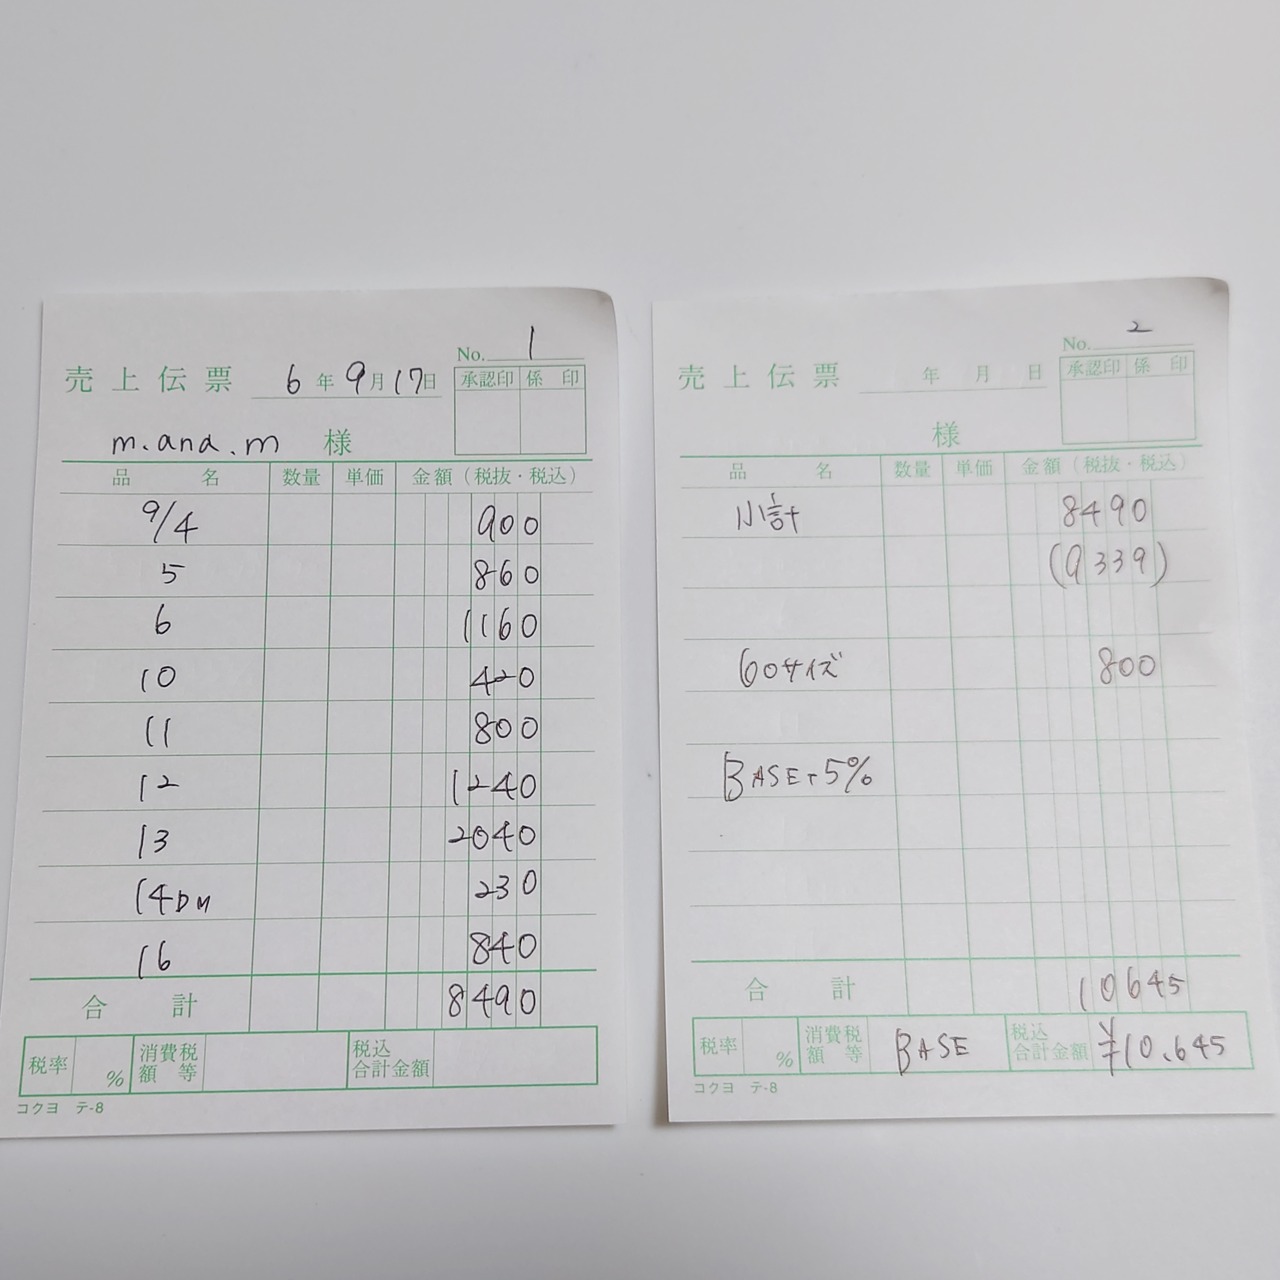 No. 1
売上伝票 6年9月17日
承認印 係印
m.and.m 様
品名 数量 単価 金額（税抜・税込）
9/4 900
5 860
6 1160
10 420
11 800
12 1240
13 2040
14DM 230
16 840
合計 8490
税率 % 消費税額等 税込合計金額
コクヨ テ-8
No. 2
売上伝票 年 月 日
承認印 係印
様
品名 数量 単価 金額（税抜・税込）
小計 8490
(9339)
60サイズ 800
BASE+5%
合計 10645
税率 % 消費税額等 BASE 税込合計金額 ¥10.645
コクヨ テ-8